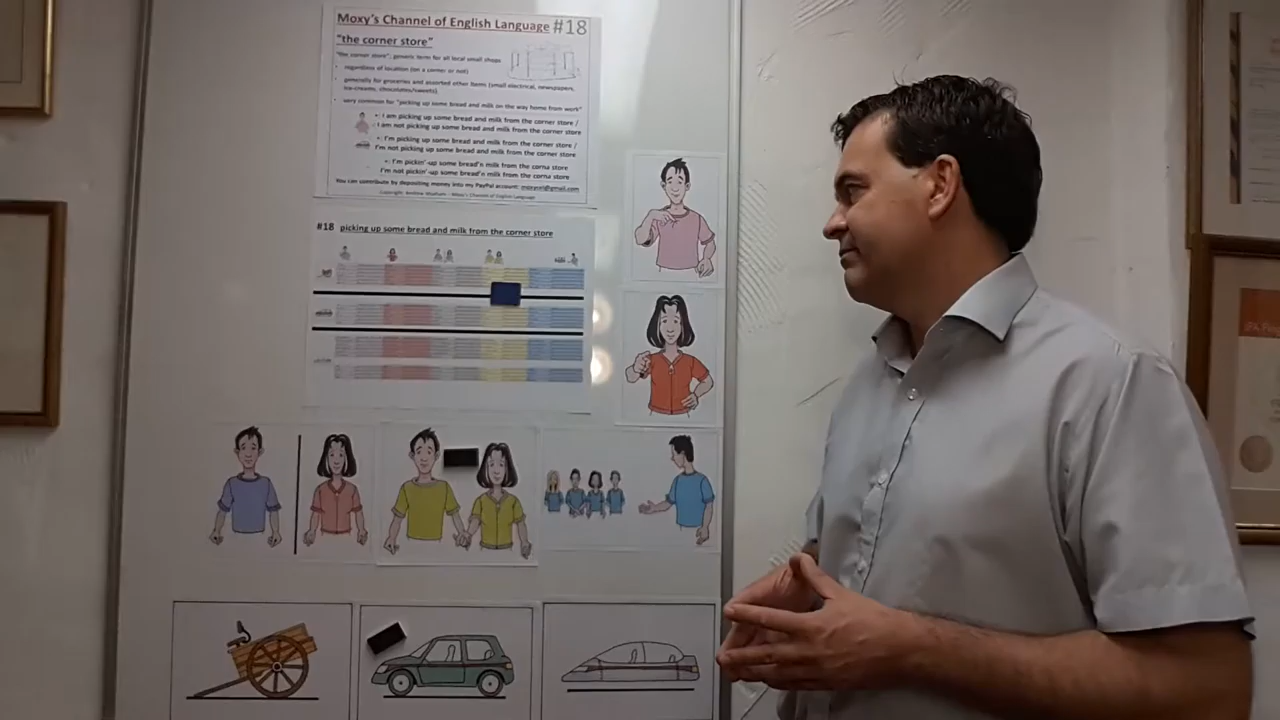 Moxy's Channel of English Language #18
"the corner store"
"the corner store", generic term for all local small shops
regardless of location (on a corner or not)
generally for groceries and assorted other items (small electrical, newspapers,
ice-creams, chocolates/sweets).
very common for "picking up some bread and milk on the way home from work"
+: I am picking up some bread and milk from the corner store /
I am not picking up some bread and milk from the corner store
+: I'm picking up some bread and milk from the corner store /
I'm not picking up some bread and milk from the corner store
+: I'm pickin'-up some bread'n milk from the corna store /
I'm not pickin'-up some bread'n milk from the corna store
You can contribute by depositing money into my PayPal account:
Moxy's Channel of English Language
#18 picking up some bread and milk from the corner store